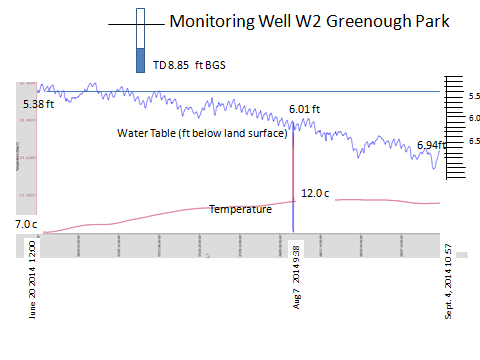 Monitoring Well W2 Greenough Park
TD 8.85 ft BGS
5.38 ft
5.5
6.01 ft
6.0
Water Table (ft below land surface)
6.5
6.94ft
12.0 c
Temperature
7.0 c
June 20 2014 12:00
Aug 7 2014 9:38
Sept. 4, 2014 10:57